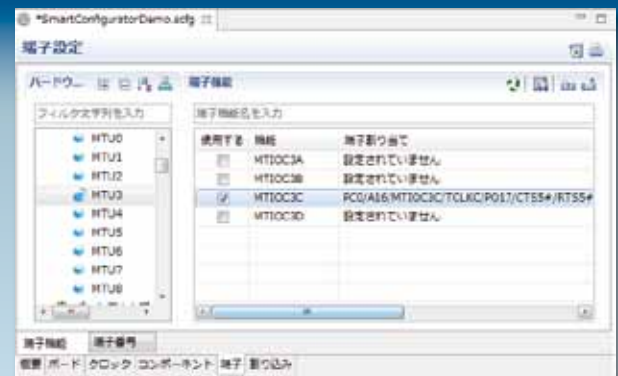 *SmartConfiguratorDemo.scfg
端子設定
ハードウ...
端子機能
フィルタ文字列を入力
端子機能名を入力
MTU0
MTU1
MTU2
MTU3
MTU4
MTU5
MTU6
MTU7
MTU8
使用する 機能 端子割り当て
MTIOC3A 設定されていません
MTIOC3B 設定されていません
MTIOC3C PC0/A16/MTIOC3C/TCLKC/PO17/CTS5#/RTS5#
MTIOC3D 設定されていません
端子機能 端子番号
概要 ボード クロック コンポーネント 端子 割り込み